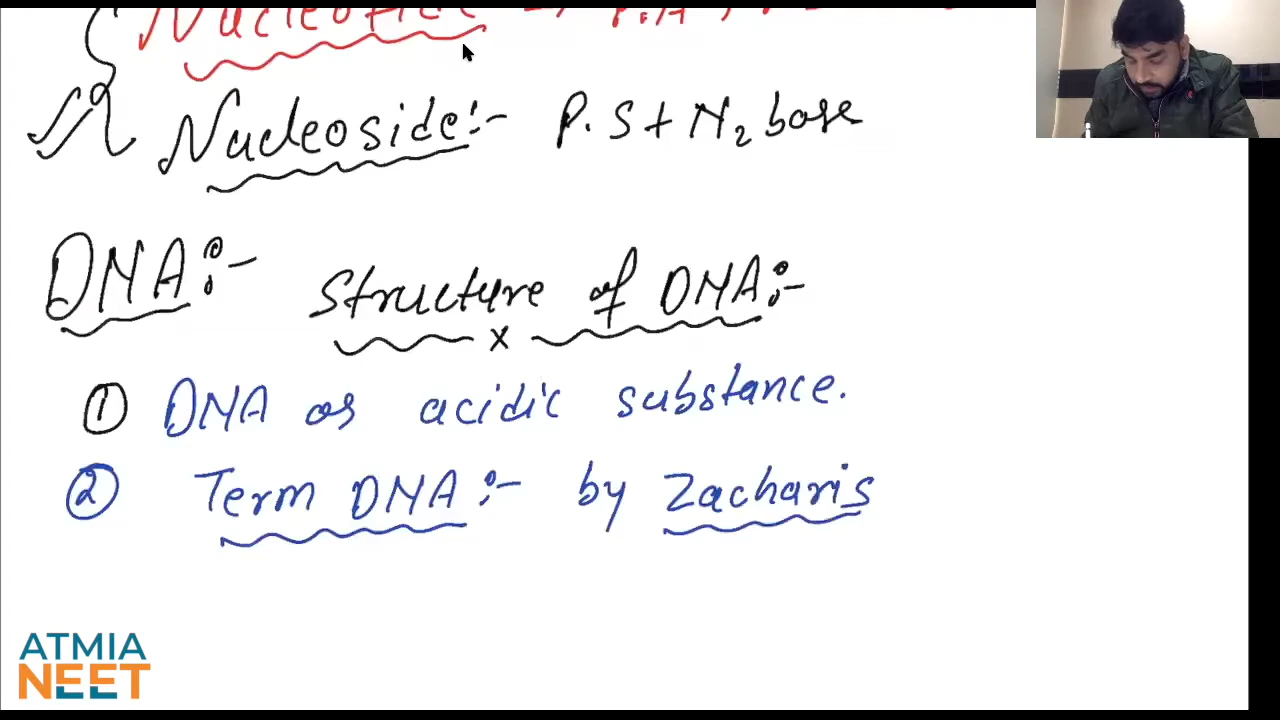 Nucleotide
Nucleoside:- P.S + N2 base
DNA:- Structure of DNA:-
① DNA as acidic substance.
② Term DNA:- by Zacharis
ATMIA
NEET